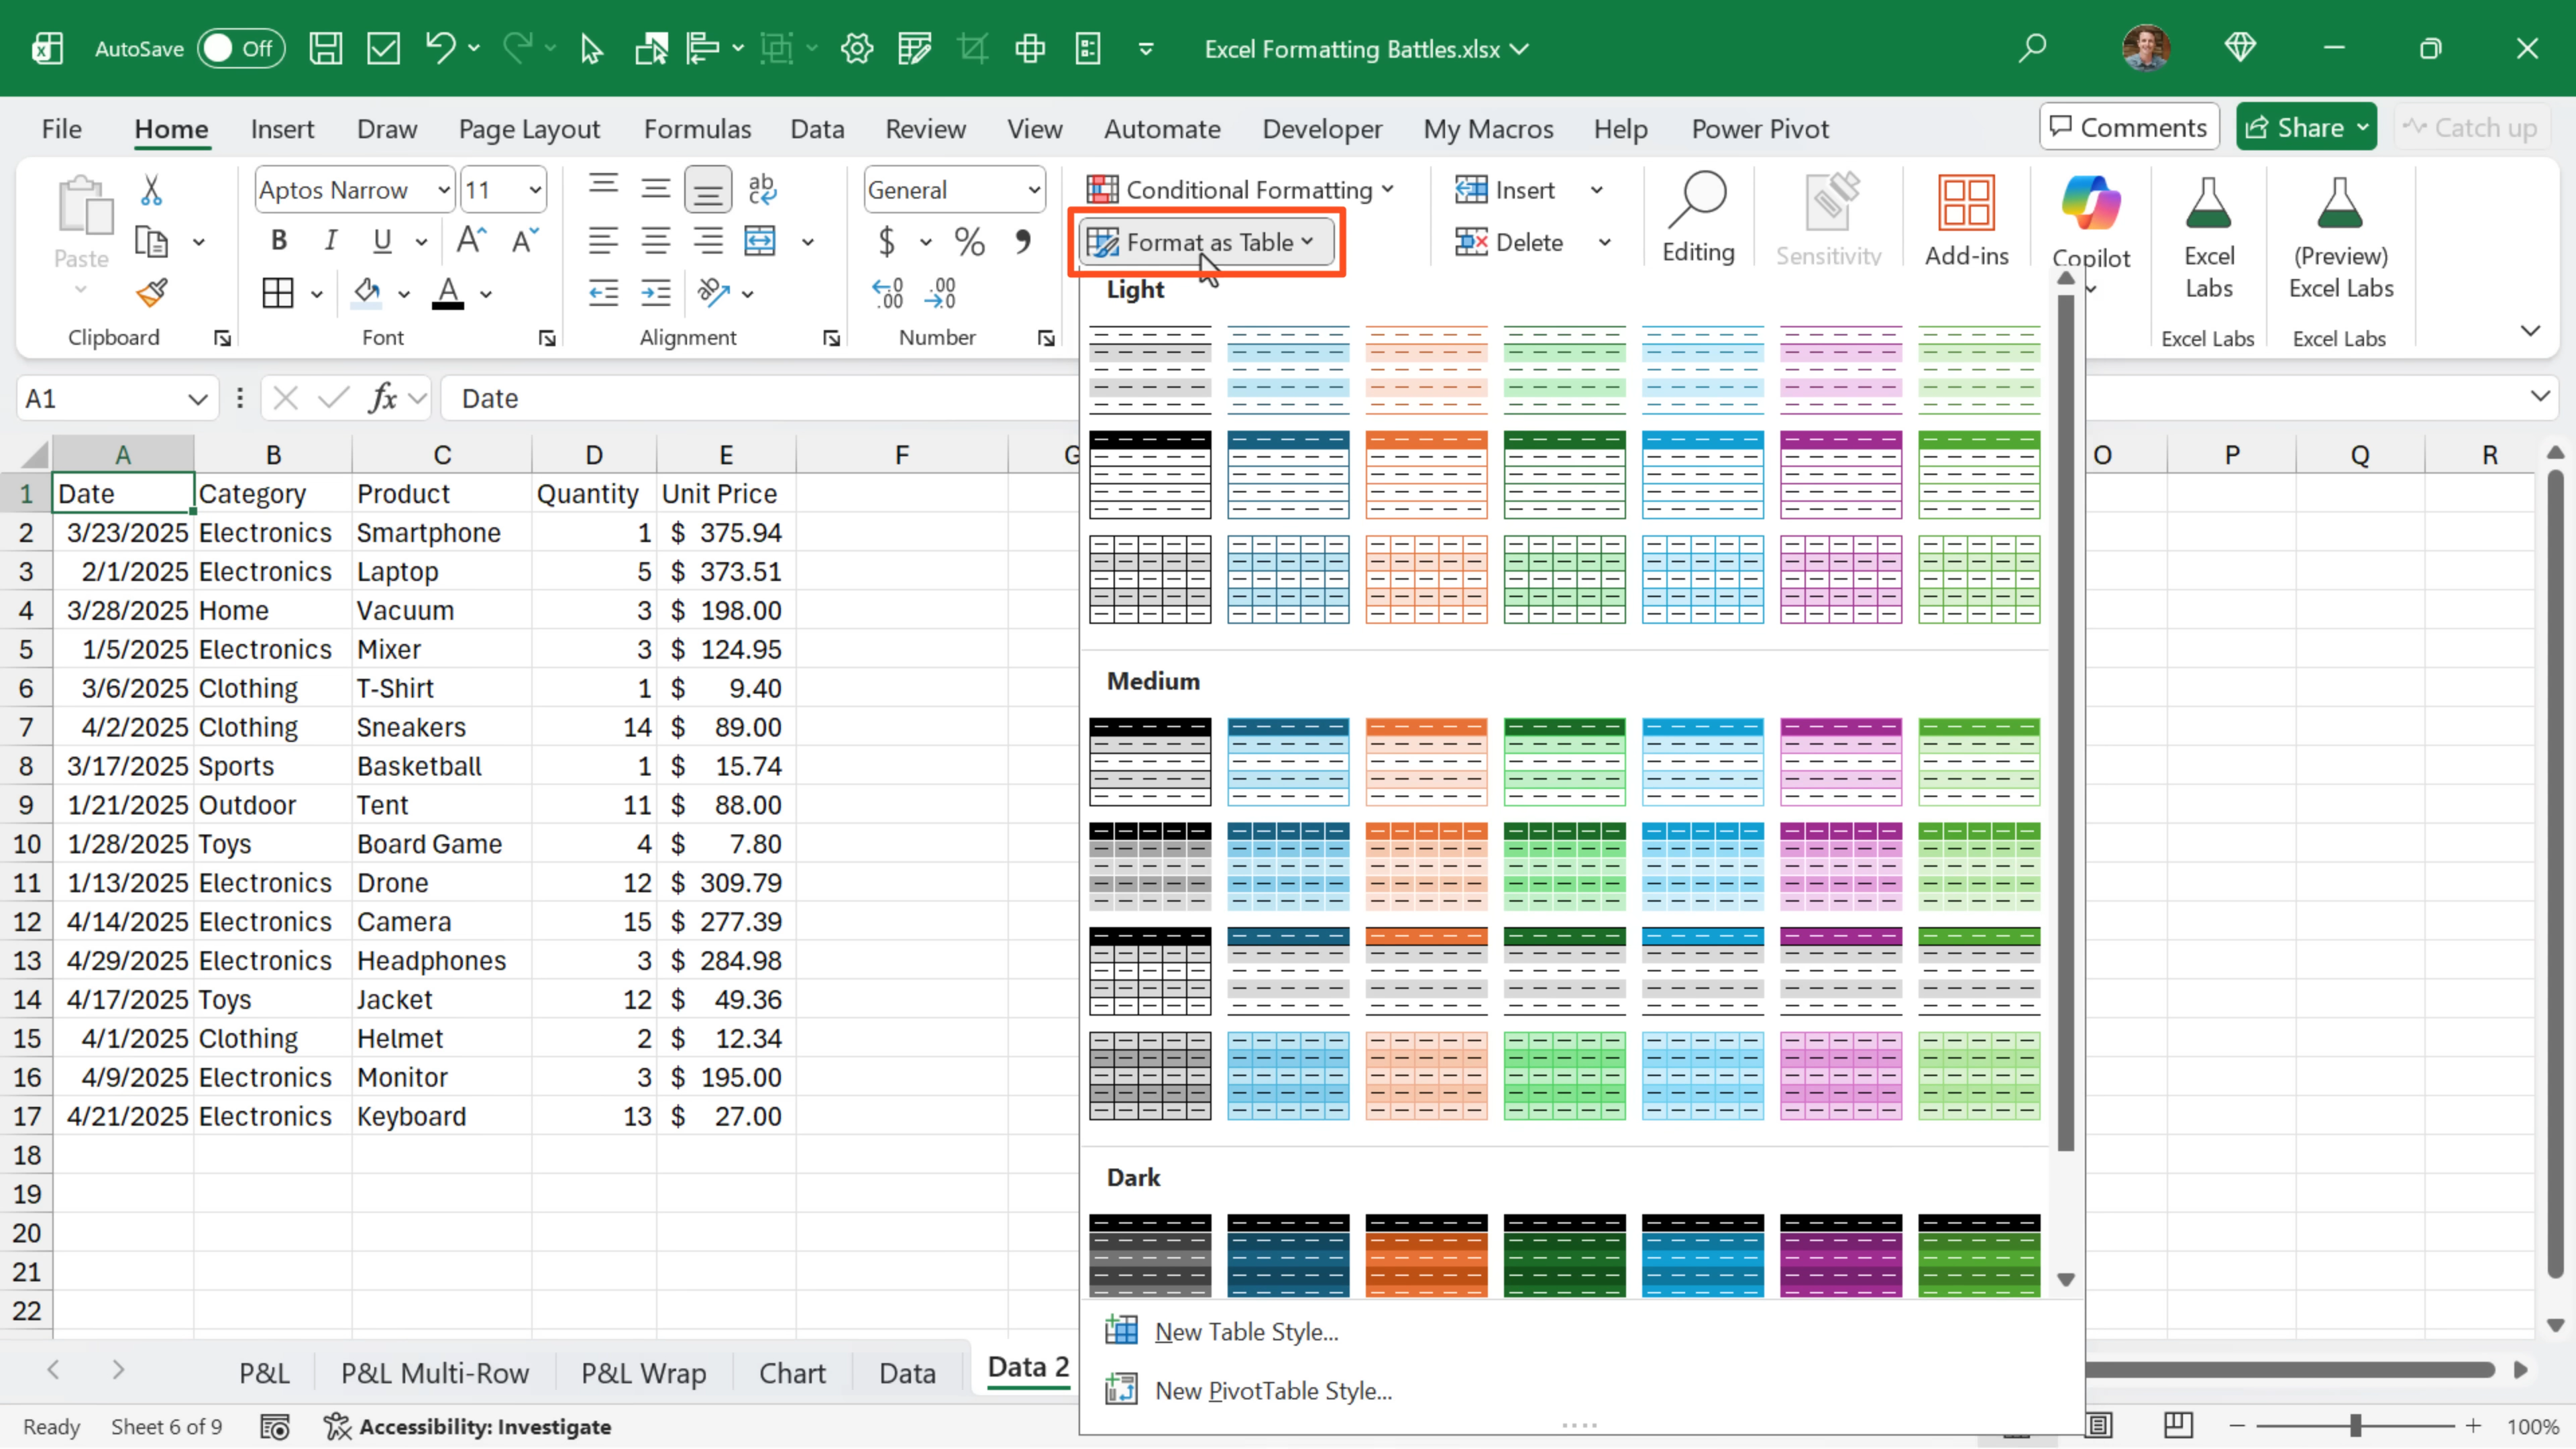 AutoSave Off Excel Formatting Battles.xlsx
File Home Insert Draw Page Layout Formulas Data Review View Automate Developer My Macros Help Power Pivot Comments Share Catch up
Paste
Clipboard
Aptos Narrow 11
B I U A A
A
Font
ab
Alignment
General
$ % 9
.00 .00
Number
Conditional Formatting
Format as Table
Insert
Delete
Editing
Sensitivity
Add-ins
Copilot
Excel Labs
Excel Labs
(Preview) Excel Labs
Excel Labs
A1 fx Date
A B C D E F G O P Q R
1 Date Category Product Quantity Unit Price
2 3/23/2025 Electronics Smartphone 1 $ 375.94
3 2/1/2025 Electronics Laptop 5 $ 373.51
4 3/28/2025 Home Vacuum 3 $ 198.00
5 1/5/2025 Electronics Mixer 3 $ 124.95
6 3/6/2025 Clothing T-Shirt 1 $ 9.40
7 4/2/2025 Clothing Sneakers 14 $ 89.00
8 3/17/2025 Sports Basketball 1 $ 15.74
9 1/21/2025 Outdoor Tent 11 $ 88.00
10 1/28/2025 Toys Board Game 4 $ 7.80
11 1/13/2025 Electronics Drone 12 $ 309.79
12 4/14/2025 Electronics Camera 15 $ 277.39
13 4/29/2025 Electronics Headphones 3 $ 284.98
14 4/17/2025 Toys Jacket 12 $ 49.36
15 4/1/2025 Clothing Helmet 2 $ 12.34
16 4/9/2025 Electronics Monitor 3 $ 195.00
17 4/21/2025 Electronics Keyboard 13 $ 27.00
18
19
20
21
22
Light
Medium
Dark
New Table Style...
New PivotTable Style...
P&L P&L Multi-Row P&L Wrap Chart Data Data 2
Ready Sheet 6 of 9 Accessibility: Investigate 100%